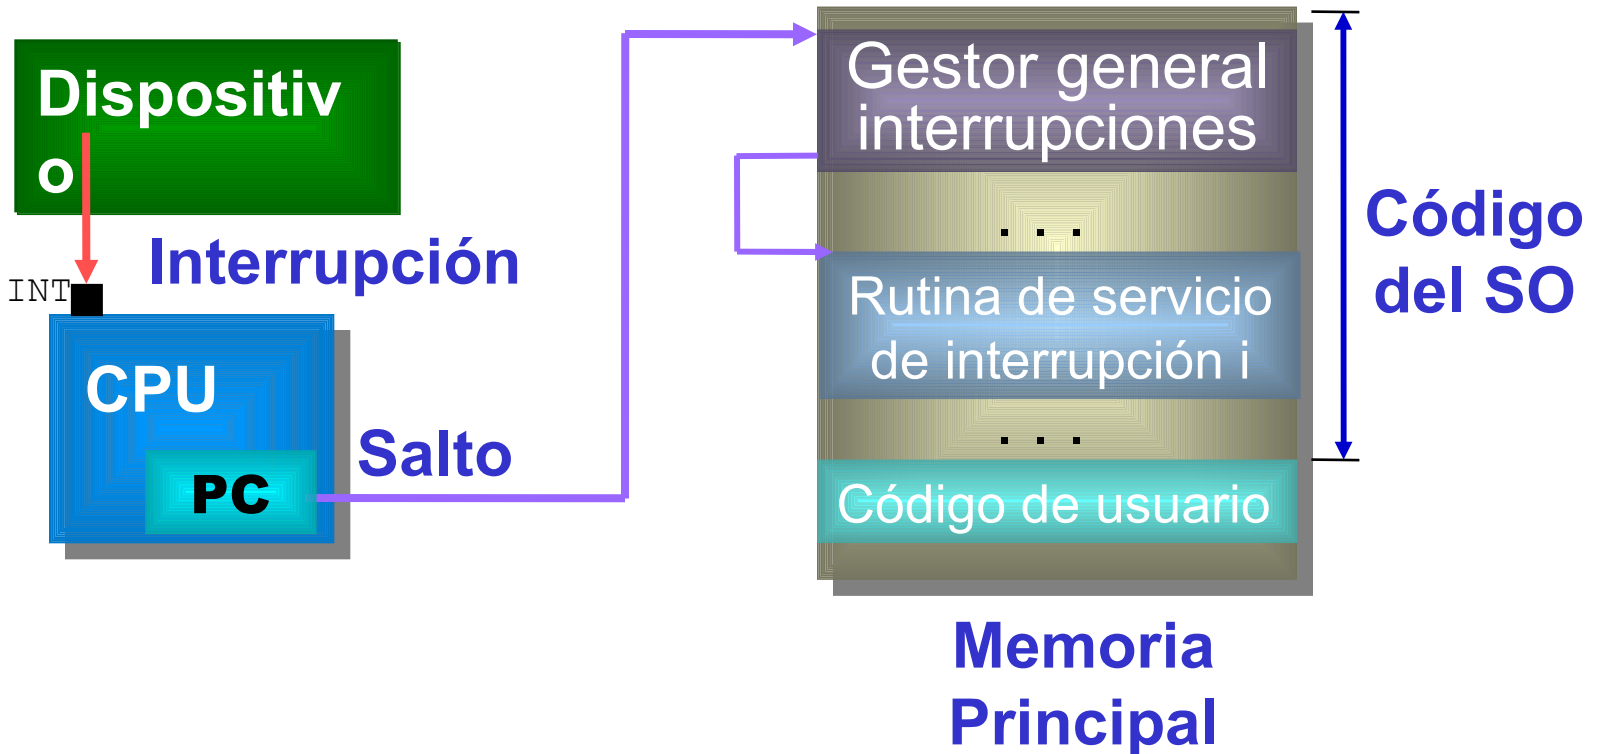 Dispositiv
o
Interrupción
INT
CPU
PC
Salto
Gestor general
interrupciones
. . .
Rutina de servicio
de interrupción i
. . .
Código de usuario
Código
del SO
Memoria
Principal